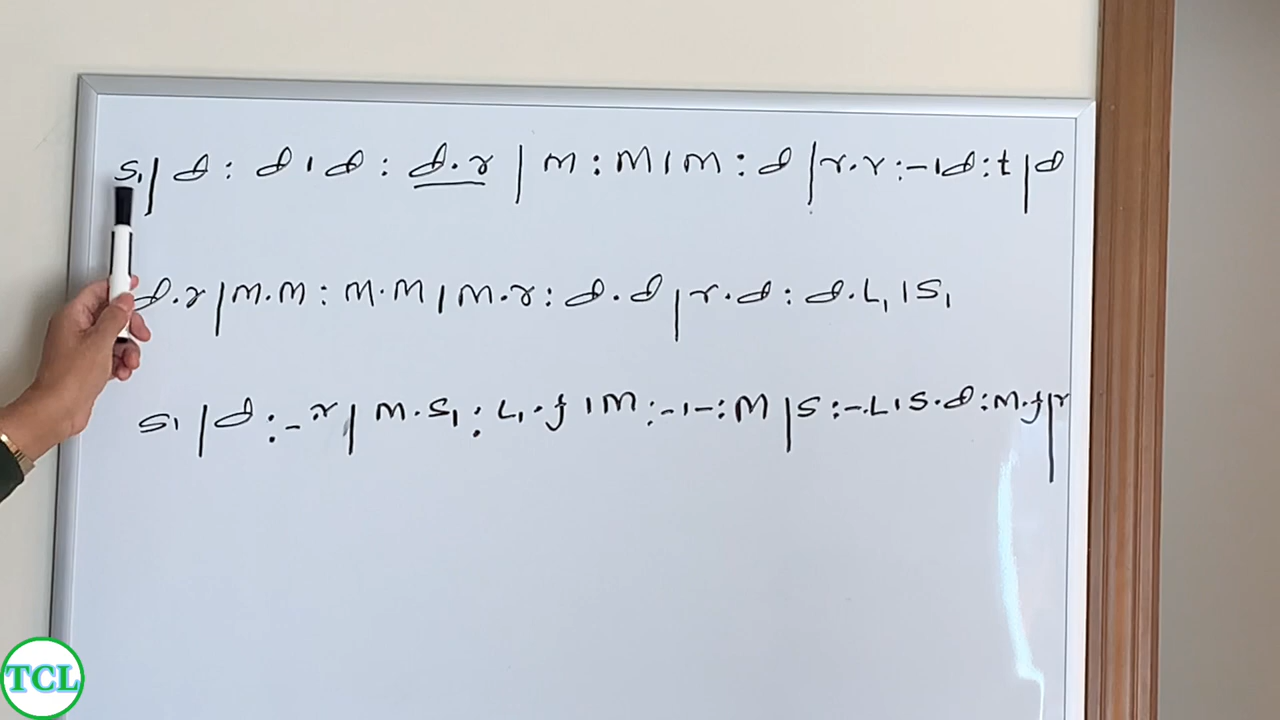 S₁ | d : d | d : d.r | m : m | m : d | r.r :- | d : t | d
d.r | m.m : m.m | m.r : d.d | r.d : d.L₁ | S₁
S₁ | d :-.r | m.S₁ : L₁.f | m :- | - : m | S :-.L | S.d : m.f | r
TCL